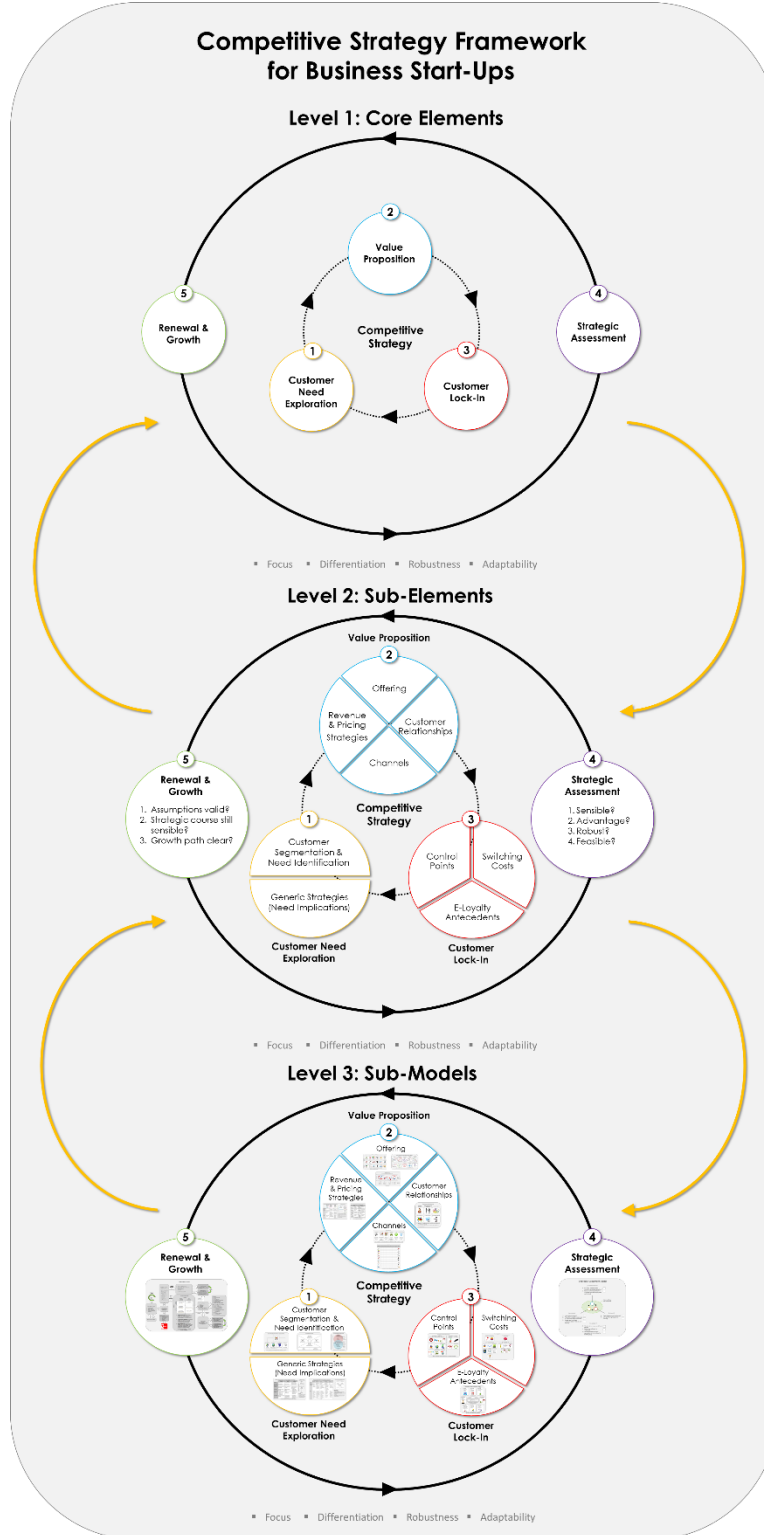 Competitive Strategy Framework
for Business Start-Ups
Level 1: Core Elements
2
Value
Proposition
5
Renewal &
Growth
4
Strategic
Assessment
Competitive
Strategy
1
Customer
Need
Exploration
3
Customer
Lock-In
▪ Focus ▪ Differentiation ▪ Robustness ▪ Adaptability
Level 2: Sub-Elements
Value Proposition
2
Offering
Revenue
& Pricing
Strategies
Customer
Relationships
Channels
5
Renewal &
Growth
1. Assumptions valid?
2. Strategic course still
sensible?
3. Growth path clear?
4
Strategic
Assessment
1. Sensible?
2. Advantage?
3. Robust?
4. Feasible?
Competitive
Strategy
1
Customer
Segmentation &
Need Identification
Generic Strategies
(Need Implications)
Customer Need
Exploration
3
Control
Points
Switching
Costs
E-Loyalty
Antecedents
Customer
Lock-In
▪ Focus ▪ Differentiation ▪ Robustness ▪ Adaptability
Level 3: Sub-Models
Value Proposition
2
Offering
Revenue
& Pricing
Strategies
Customer
Relationships
Channels
5
Renewal &
Growth
4
Strategic
Assessment
Competitive
Strategy
1
Customer
Segmentation &
Need Identification
Generic Strategies
(Need Implications)
Customer Need
Exploration
3
Control
Points
Switching
Costs
E-Loyalty
Antecedents
Customer
Lock-In
▪ Focus ▪ Differentiation ▪ Robustness ▪ Adaptability